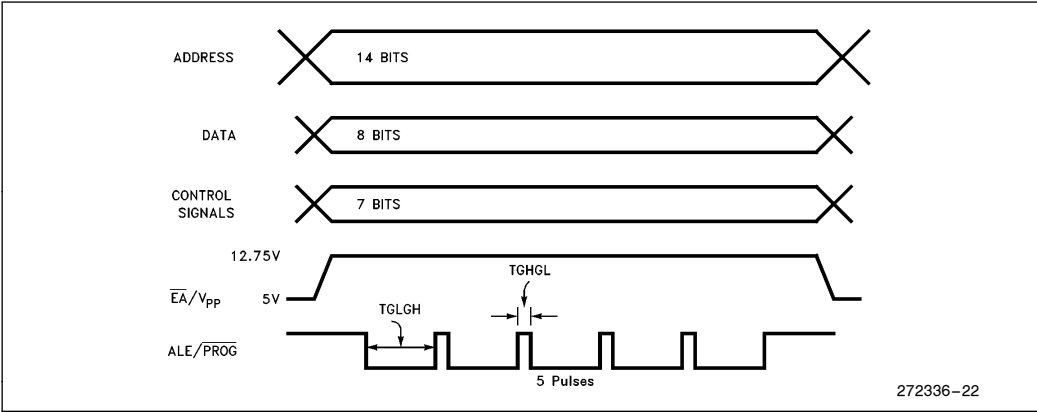 ADDRESS
14 BITS
DATA
8 BITS
CONTROL
SIGNALS
7 BITS
12.75V
EA/VPP
5V
TGHGL
TGLGH
ALE/PROG
5 Pulses
272336-22